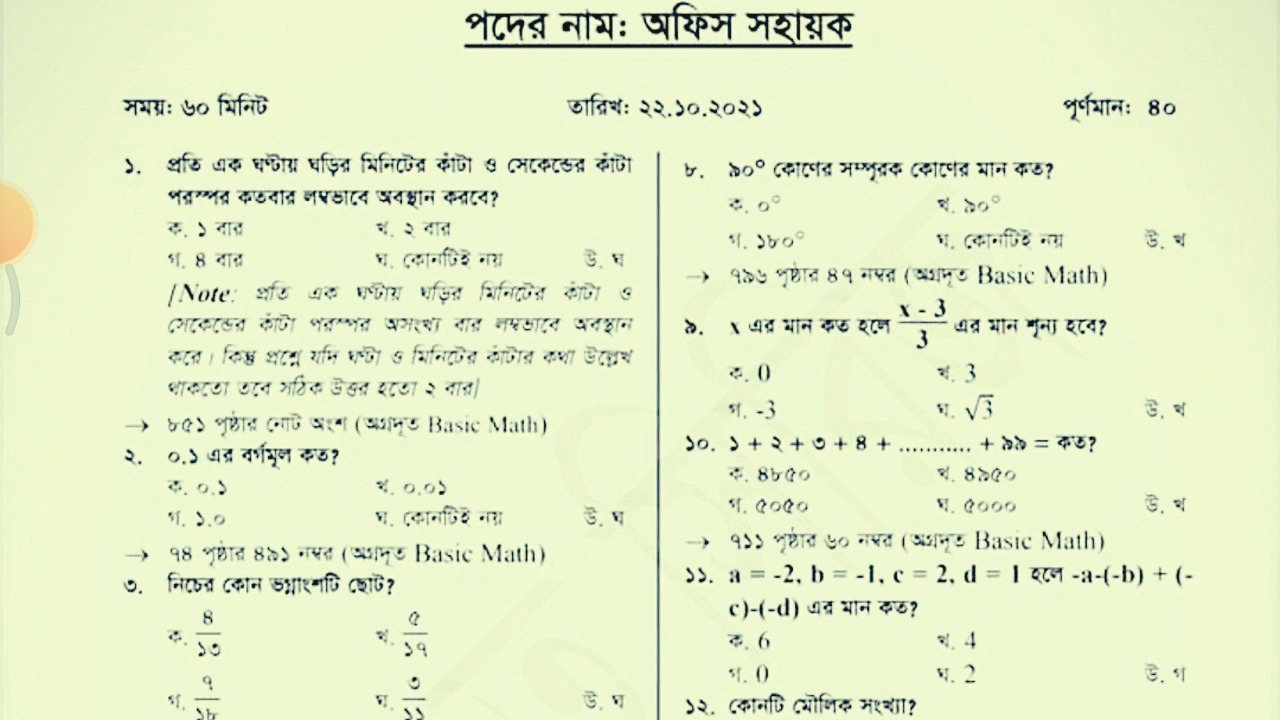 পদের নাম: অফিস সহায়ক
সময়: ৬০ মিনিট তারিখ: ২২.১০.২০২১ পূর্ণমান: ৪০
১. প্রতি এক ঘণ্টায় ঘড়ির মিনিটের কাঁটা ও সেকেন্ডের কাঁটা
পরস্পর কতবার লম্বভাবে অবস্থান করবে?
ক. ১ বার খ. ২ বার
গ. ৪ বার ঘ. কোনটিই নয় উ. ঘ
[Note: প্রতি এক ঘণ্টায় ঘড়ির মিনিটের কাঁটা ও
সেকেন্ডের কাঁটা পরস্পর অসংখ্য বার লম্বভাবে অবস্থান
করে। কিন্তু প্রশ্নে যদি ঘণ্টা ও মিনিটের কাঁটার কথা উল্লেখ
থাকতো তবে সঠিক উত্তর হতো ২ বার]
→ ৮৫১ পৃষ্ঠার নোট অংশ (অগ্রদূত Basic Math)
২. ০.১ এর বর্গমূল কত?
ক. ০.১ খ. ০.০১
গ. ১.০ ঘ. কোনটিই নয় উ. ঘ
→ ৭৪ পৃষ্ঠার ৪৯১ নম্বর (অগ্রদূত Basic Math)
৩. নিচের কোন ভগ্নাংশটি ছোট?
ক. ৪/১৩ খ. ৫/১৭
গ. ৭/১৮ ঘ. ৩/১১ উ. ঘ
৮. ৯০° কোণের সম্পূরক কোণের মান কত?
ক. ০° খ. ৯০°
গ. ১৮০° ঘ. কোনটিই নয় উ. খ
→ ৭৯৬ পৃষ্ঠার ৪৭ নম্বর (অগ্রদূত Basic Math)
৯. x এর মান কত হলে x - 3/3 এর মান শূন্য হবে?
ক. 0 খ. 3
গ. -3 ঘ. √3 উ. খ
১০. ১ + ২ + ৩ + ৪ + ........... + ৯৯ = কত?
ক. ৪৮৫০ খ. ৪৯৫০
গ. ৫০৫০ ঘ. ৫০০০ উ. খ
→ ৭১১ পৃষ্ঠার ৬০ নম্বর (অগ্রদূত Basic Math)
১১. a = -2, b = -1, c = 2, d = 1 হলে -a-(-b) + (-
c)-(-d) এর মান কত?
ক. 6 খ. 4
গ. 0 ঘ. 2 উ. গ
১২. কোনটি মৌলিক সংখ্যা?